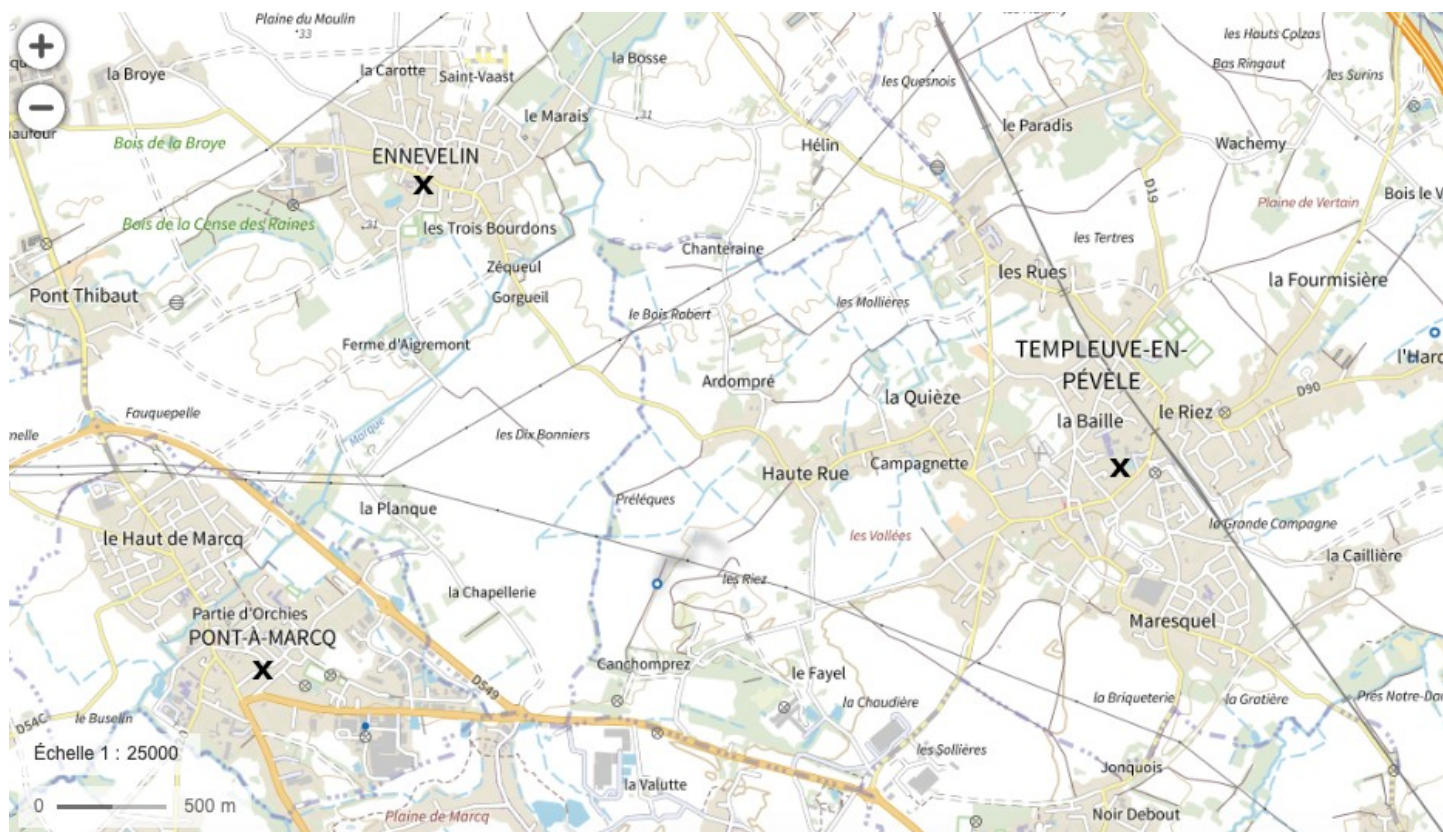 Plaine du Moulin
33
les Hauts Colzas
la Broye
la Carotte
Saint-Vaast
la Bosse
les Quesnois
Bas Ringaut
les Surins
le Marais
31
le Paradis
Bois de la Broye
ENNEVELIN
Hélin
Wachemy
D19
Bois le V
Plaine de Vertain
Bois de la Cense des Raines
31
les Trois Bourdons
Chanteraine
les Tertres
Zéqueul
les Rues
la Fourmisière
Pont Thibaut
Gorgueil
les Mollières
le Bois Robert
Ferme d'Aigremont
TEMPLEUVE-EN-
PÉVÈLE
l'Harc
Ardompré
la Quièze
D90
Fauquepelle
le Riez
la Baille
Marque
les Dix Bonniers
nelle
Haute Rue
Campagnette
Préléques
la Planque
la Grande Campagne
le Haut de Marcq
les Vallées
la Caillière
les Riez
la Chapellerie
Partie d'Orchies
PONT-À-MARCQ
Maresquel
Canchomprez
le Fayel
D549
la Chaudière
la Briqueterie
la Gratière
Prés Notre-Da
D54C
le Buselin
Échelle 1 : 25000
les Sollières
Jonquois
la Valutte
0
500 m
Plaine de Marcq
Noir Debout